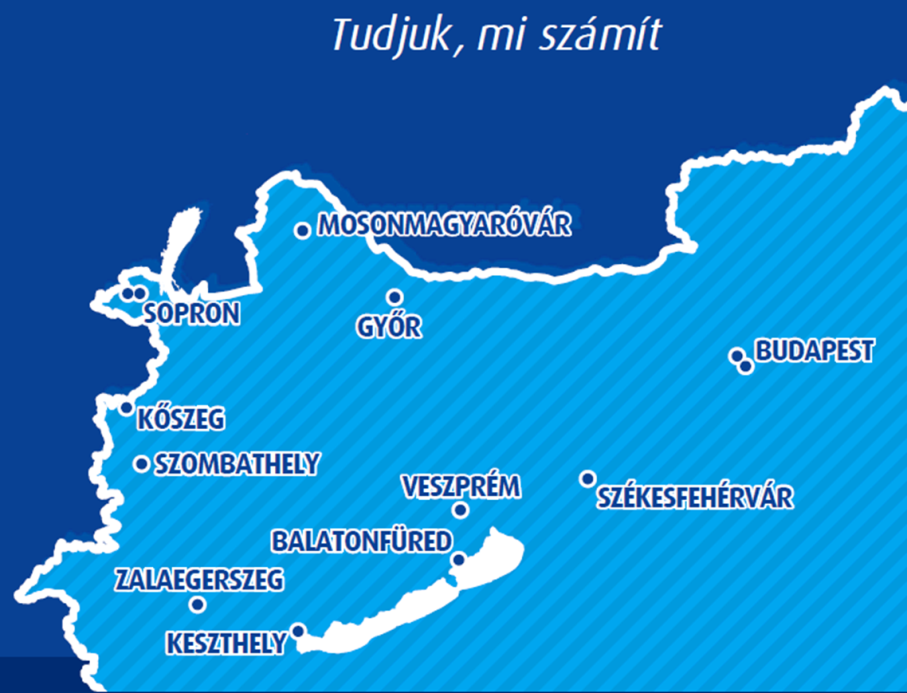 Tudjuk, mi számít
MOSONMAGYARÓVÁR
SOPRON
GYŐR
BUDAPEST
KŐSZEG
SZOMBATHELY
VESZPRÉM
SZÉKESFEHÉRVÁR
BALATONFÜRED
ZALAEGERSZEG
KESZTHELY